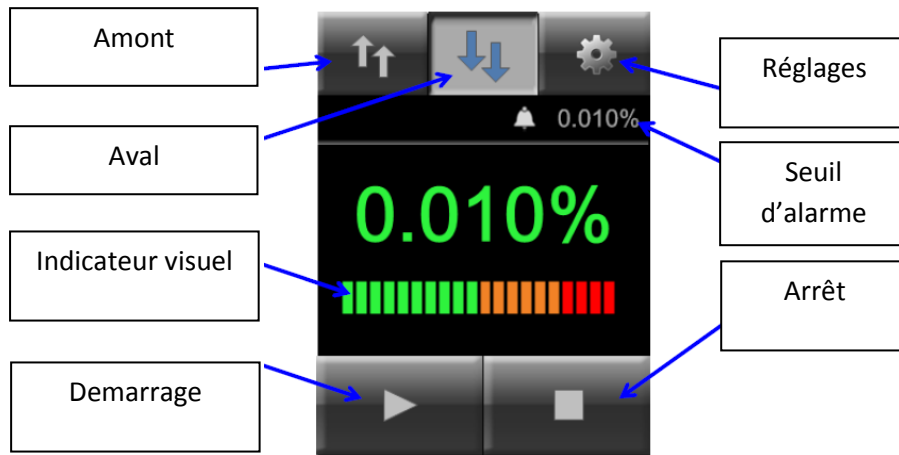 Amont
Réglages
0.010%
Aval
Seuil
d'alarme
0.010%
Indicateur visuel
Arrêt
Demarrage